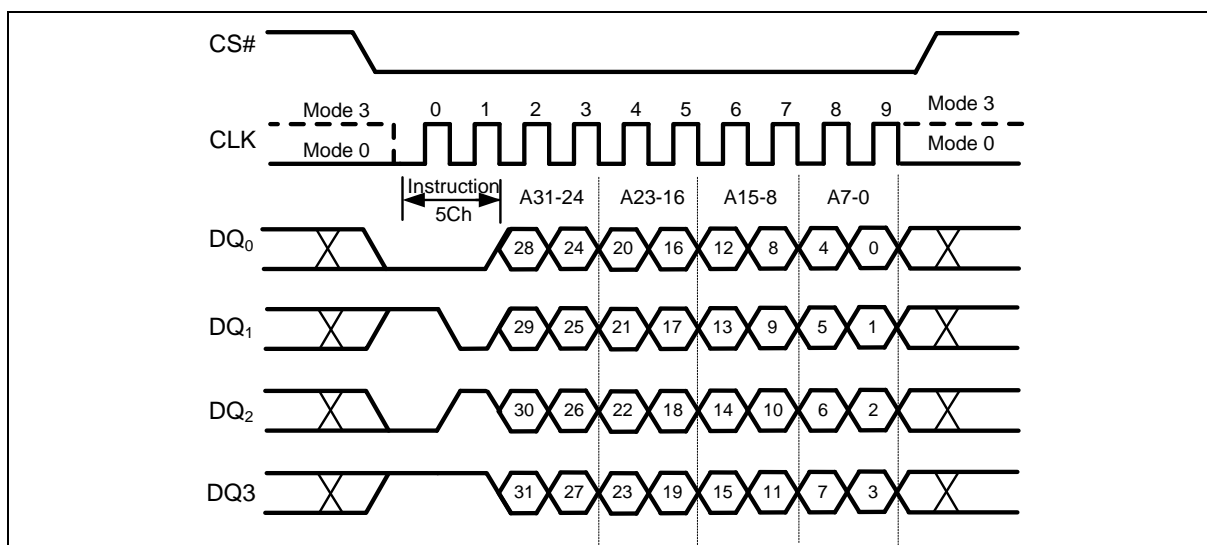 CS#
0 1 2 3 4 5 6 7 8 9
Mode 3 Mode 3
CLK
Mode 0 Mode 0
Instruction A31-24 A23-16 A15-8 A7-0
5Ch
DQ0 28 24 20 16 12 8 4 0
DQ1 29 25 21 17 13 9 5 1
DQ2 30 26 22 18 14 10 6 2
DQ3 31 27 23 19 15 11 7 3